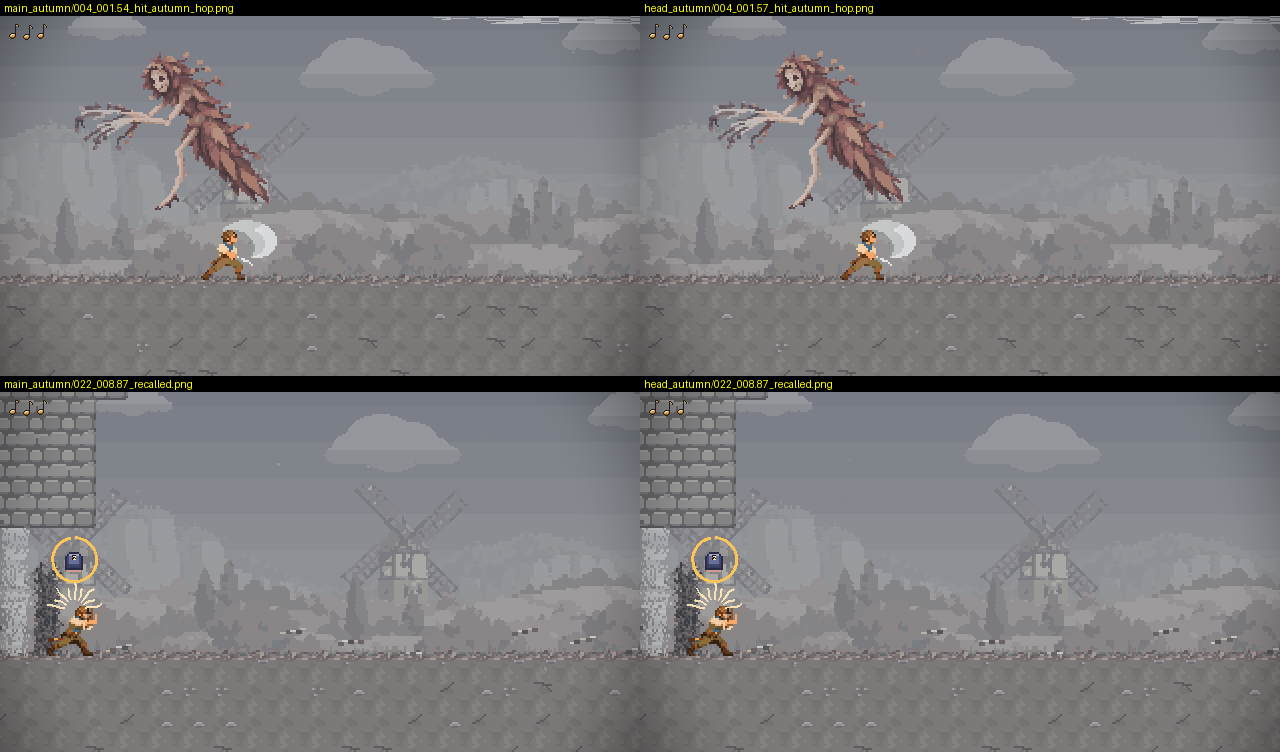 main_autumn/004_001.54_hit_autumn_hop.png
head_autumn/004_001.57_hit_autumn_hop.png
main_autumn/022_008.87_recalled.png
head_autumn/022_008.87_recalled.png